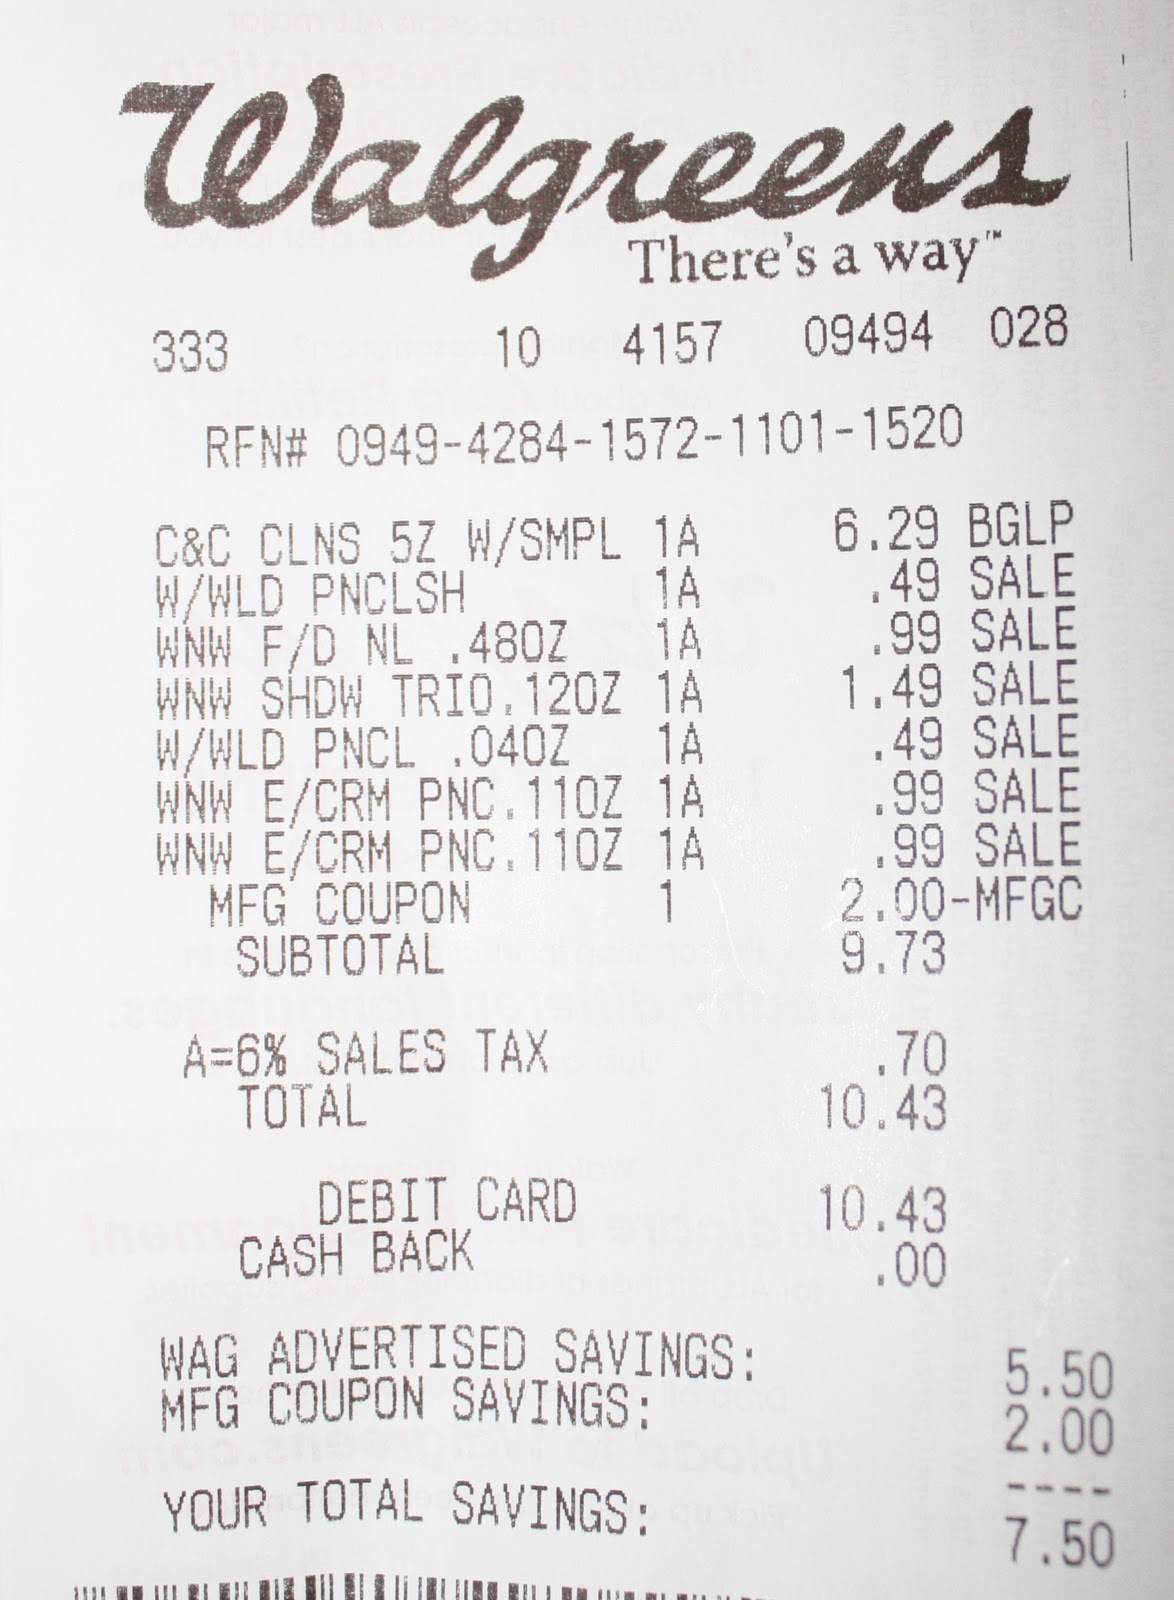 Walgreens
There's a way™
333 10 4157 09494 028
RFN# 0949-4284-1572-1101-1520
C&C CLNS 5Z W/SMPL 1A 6.29 BGLP
W/WLD PNCLSH 1A .49 SALE
WNW F/D NL .48OZ 1A .99 SALE
WNW SHDW TRIO.12OZ 1A 1.49 SALE
W/WLD PNCL .04OZ 1A .49 SALE
WNW E/CRM PNC.11OZ 1A .99 SALE
WNW E/CRM PNC.11OZ 1A .99 SALE
MFG COUPON 1 2.00-MFGC
SUBTOTAL 9.73
A=6% SALES TAX .70
TOTAL 10.43
DEBIT CARD 10.43
CASH BACK .00
WAG ADVERTISED SAVINGS: 5.50
MFG COUPON SAVINGS: 2.00
----
YOUR TOTAL SAVINGS: 7.50